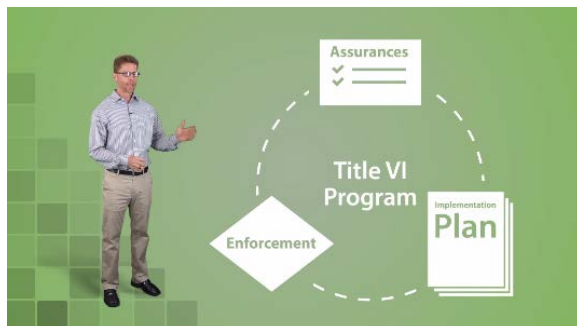 Assurances
Title VI
Program
Implementation
Plan
Enforcement